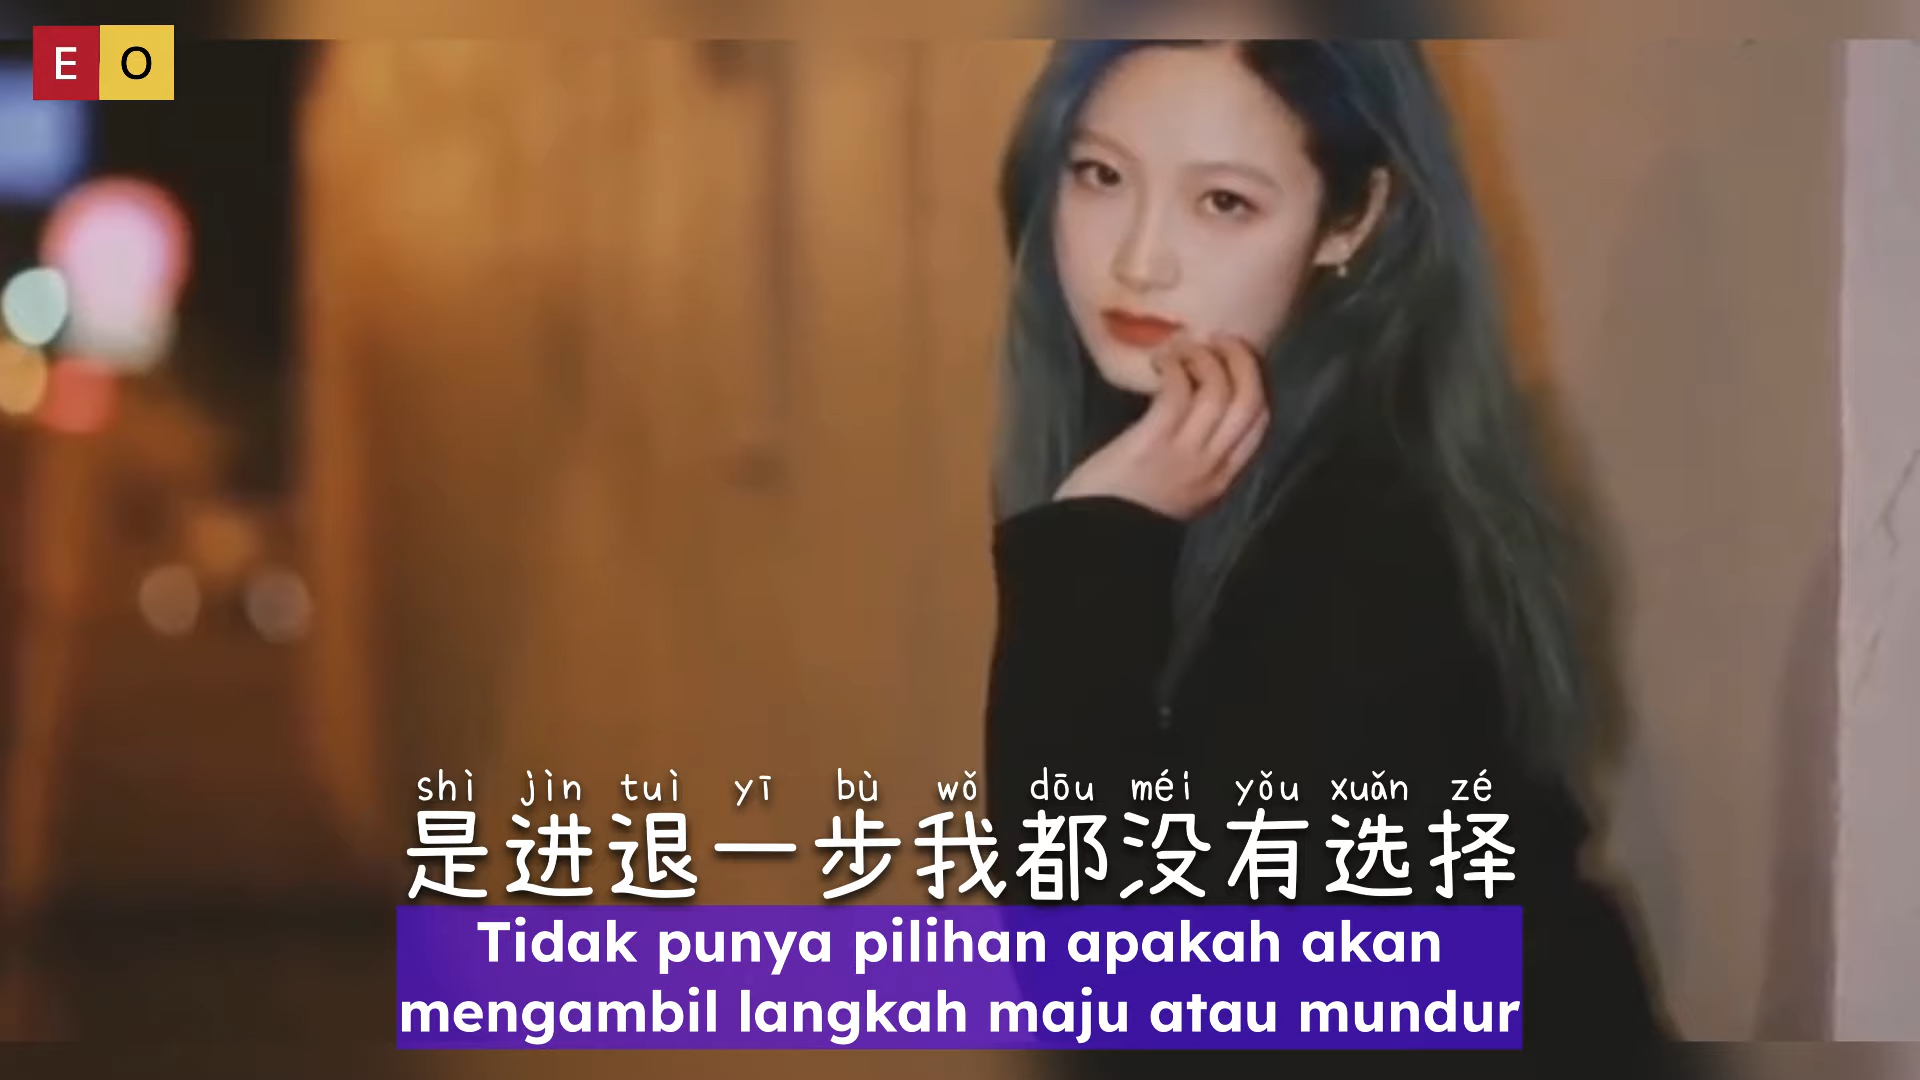 E O
shì jìn tuì yī bù wǒ dōu méi yǒu xuǎn zé
是进退一步我都没有选择
Tidak punya pilihan apakah akan
mengambil langkah maju atau mundur